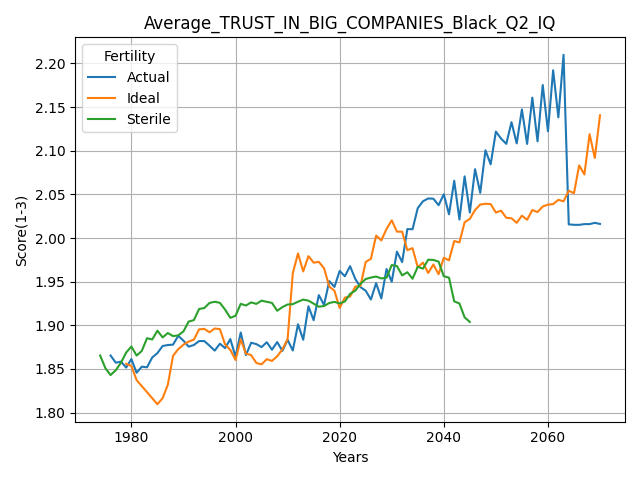 Average_TRUST_IN_BIG_COMPANIES_Black_Q2_IQ
Fertility
Actual
Ideal
Sterile
Score(1-3)
2.20
2.15
2.10
2.05
2.00
1.95
1.90
1.85
1.80
1980 2000 2020 2040 2060
Years